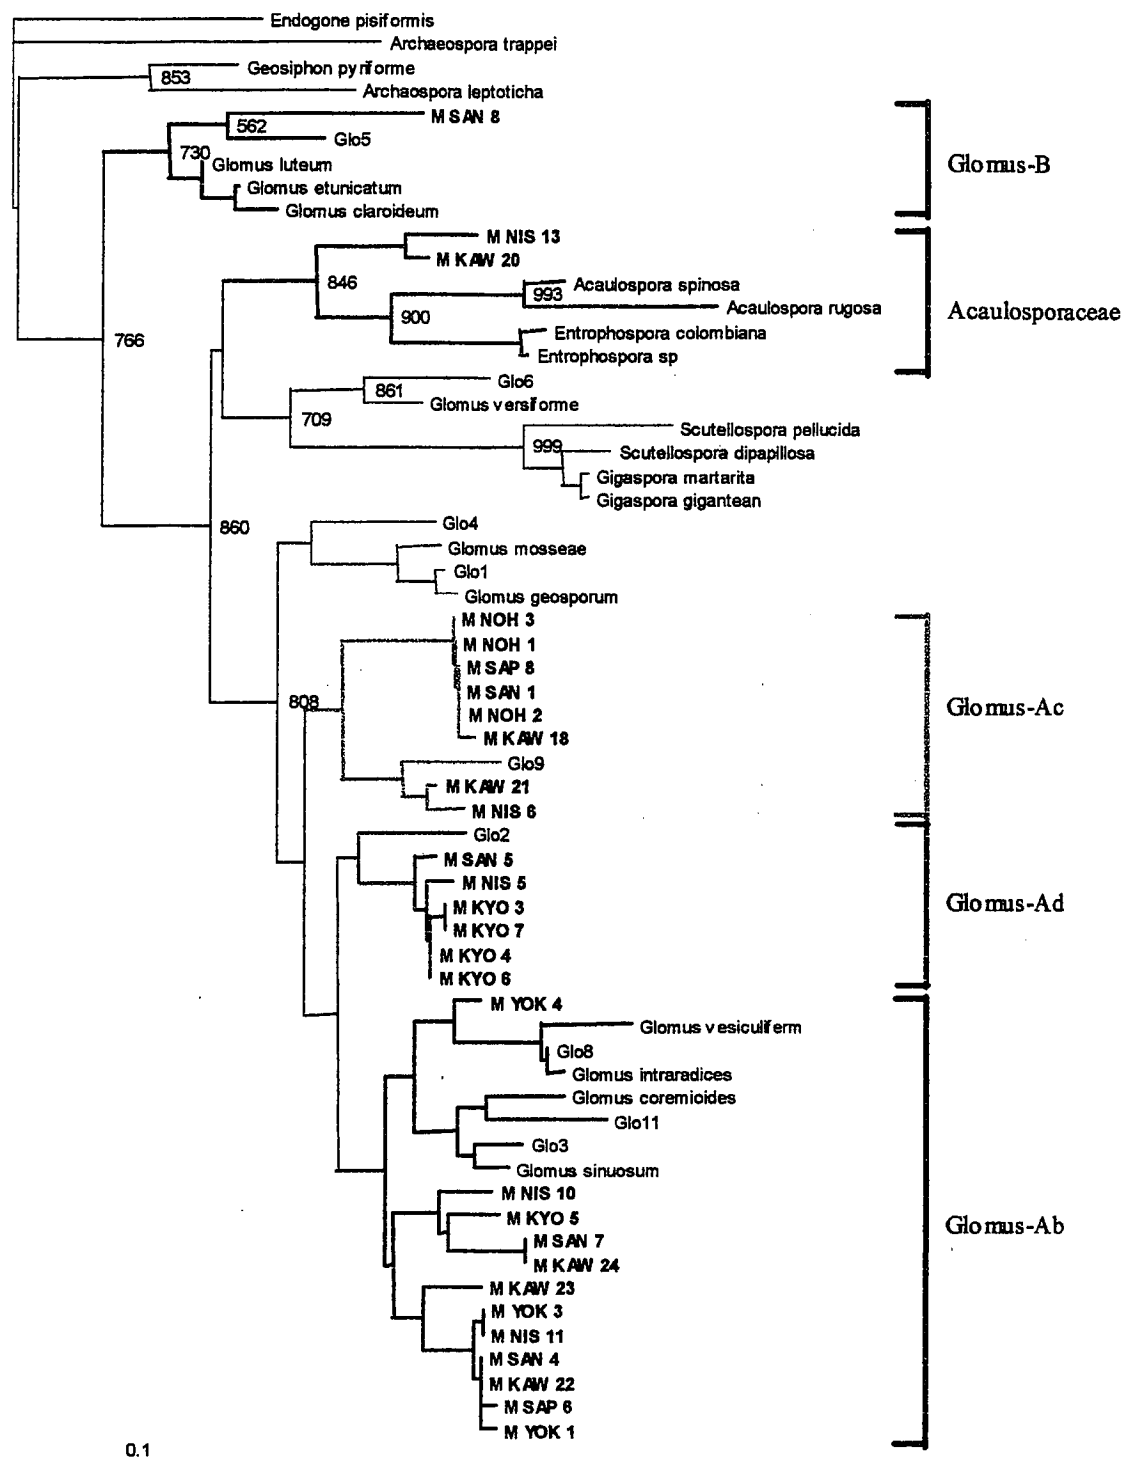 Endogone pisiformis
Archaeospora trappei
Geosiphon pyriforme
853
Archaospora leptoticha
M SAN 8
562
Glo5
730
Glomus luteum
Glomus-B
Glomus etunicatum
Glomus claroideum
M NIS 13
M KAW 20
846
Acaulospora spinosa
993
Acaulospora rugosa
Acaulosporaceae
900
Entrophospora colombiana
766
Entrophospora sp
Glo6
861
Glomus versiforme
709
Scutellospora pellucida
999
Scutellospora dipapillosa
Gigaspora martarita
Gigaspora gigantean
Glo4
860
Glomus mosseae
Glo1
Glomus geosporum
M NOH 3
M NOH 1
M SAP 8
M SAN 1
808
Glomus-Ac
M NOH 2
M KAW 18
Glo9
M KAW 21
M NIS 6
Glo2
M SAN 5
M NIS 5
Glomus-Ad
M KYO 3
M KYO 7
M KYO 4
M KYO 6
M YOK 4
Glomus vesiculiferm
Glo8
Glomus intraradices
Glomus coremioides
Glo11
Glo3
Glomus sinuosum
M NIS 10
M KYO 5
Glomus-Ab
M SAN 7
M KAW 24
M KAW 23
M YOK 3
M NIS 11
M SAN 4
M KAW 22
M SAP 6
M YOK 1
0.1